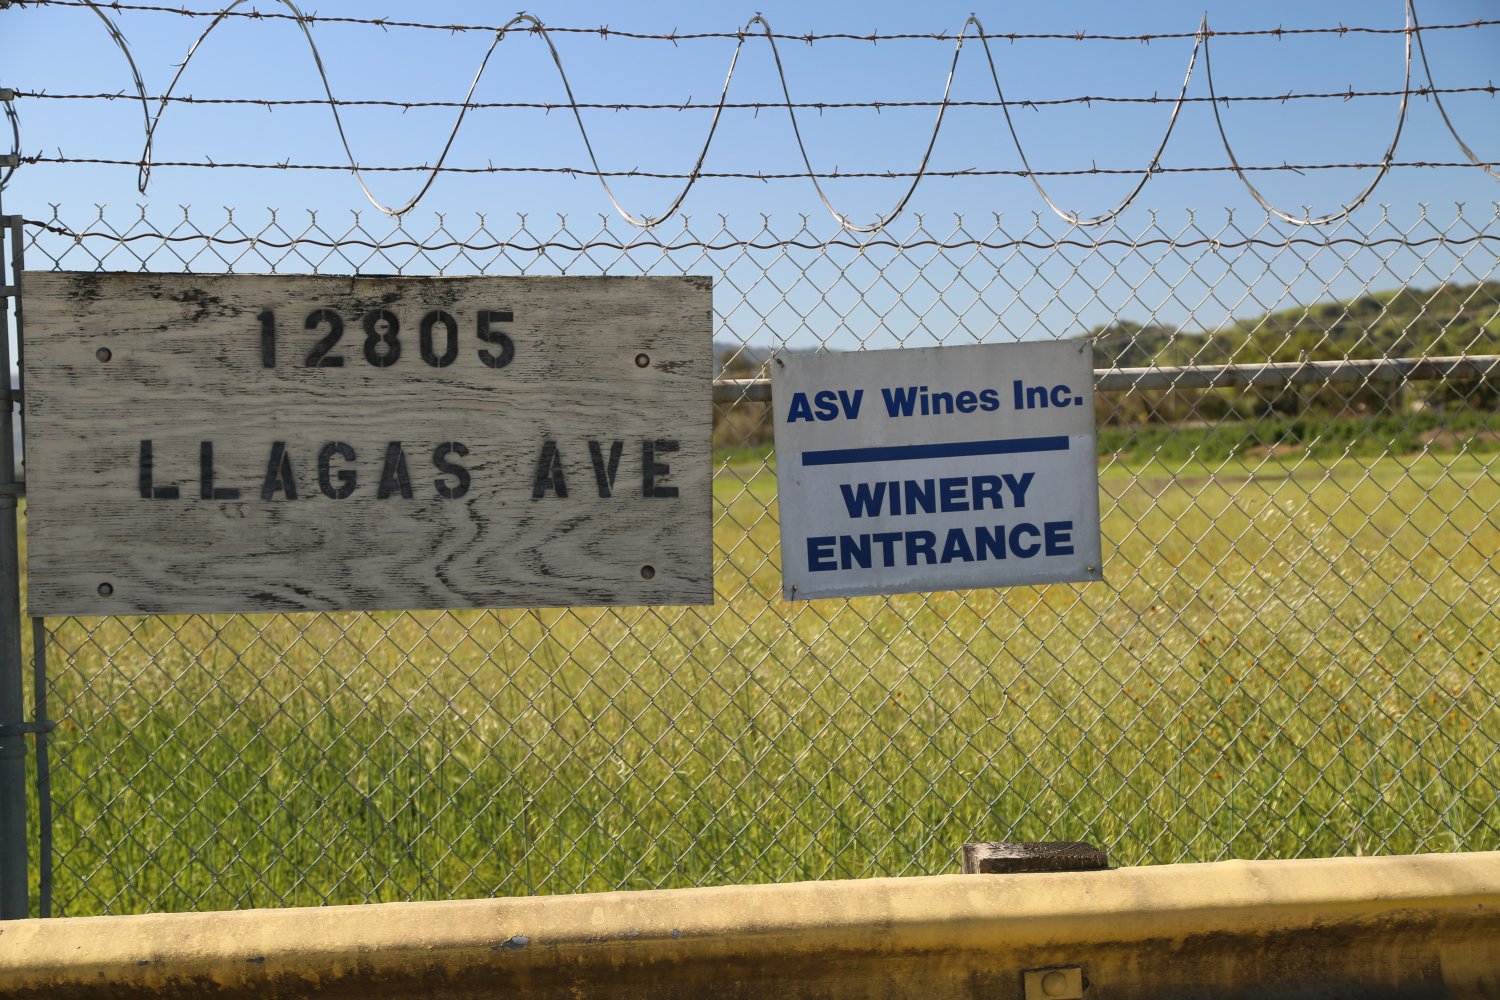 12805
LLAGAS AVE
ASV Wines Inc.
WINERY
ENTRANCE